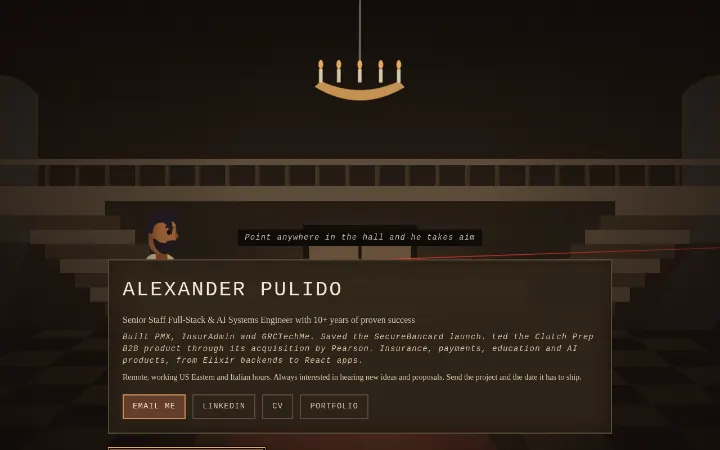 Point anywhere in the hall and he takes aim
ALEXANDER PULIDO
Senior Staff Full-Stack & AI Systems Engineer with 10+ years of proven success
Built PMX, InsurAdmin and GRCTechMe. Saved the SecureBancard launch. Led the Clutch Prep
B2B product through its acquisition by Pearson. Insurance, payments, education and AI
products, from Elixir backends to React apps.
Remote, working US Eastern and Italian hours. Always interested in hearing new ideas and proposals. Send the project and the date it has to ship.
EMAIL ME LINKEDIN CV PORTFOLIO